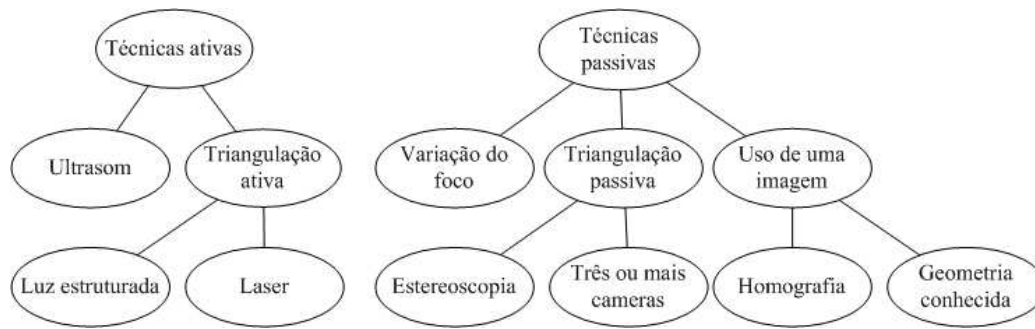 Técnicas ativas
Técnicas
passivas
Ultrasom
Triangulação
ativa
Variação do
foco
Triangulação
passiva
Uso de uma
imagem
Luz estruturada
Laser
Estereoscopia
Três ou mais
cameras
Homografia
Geometria
conhecida